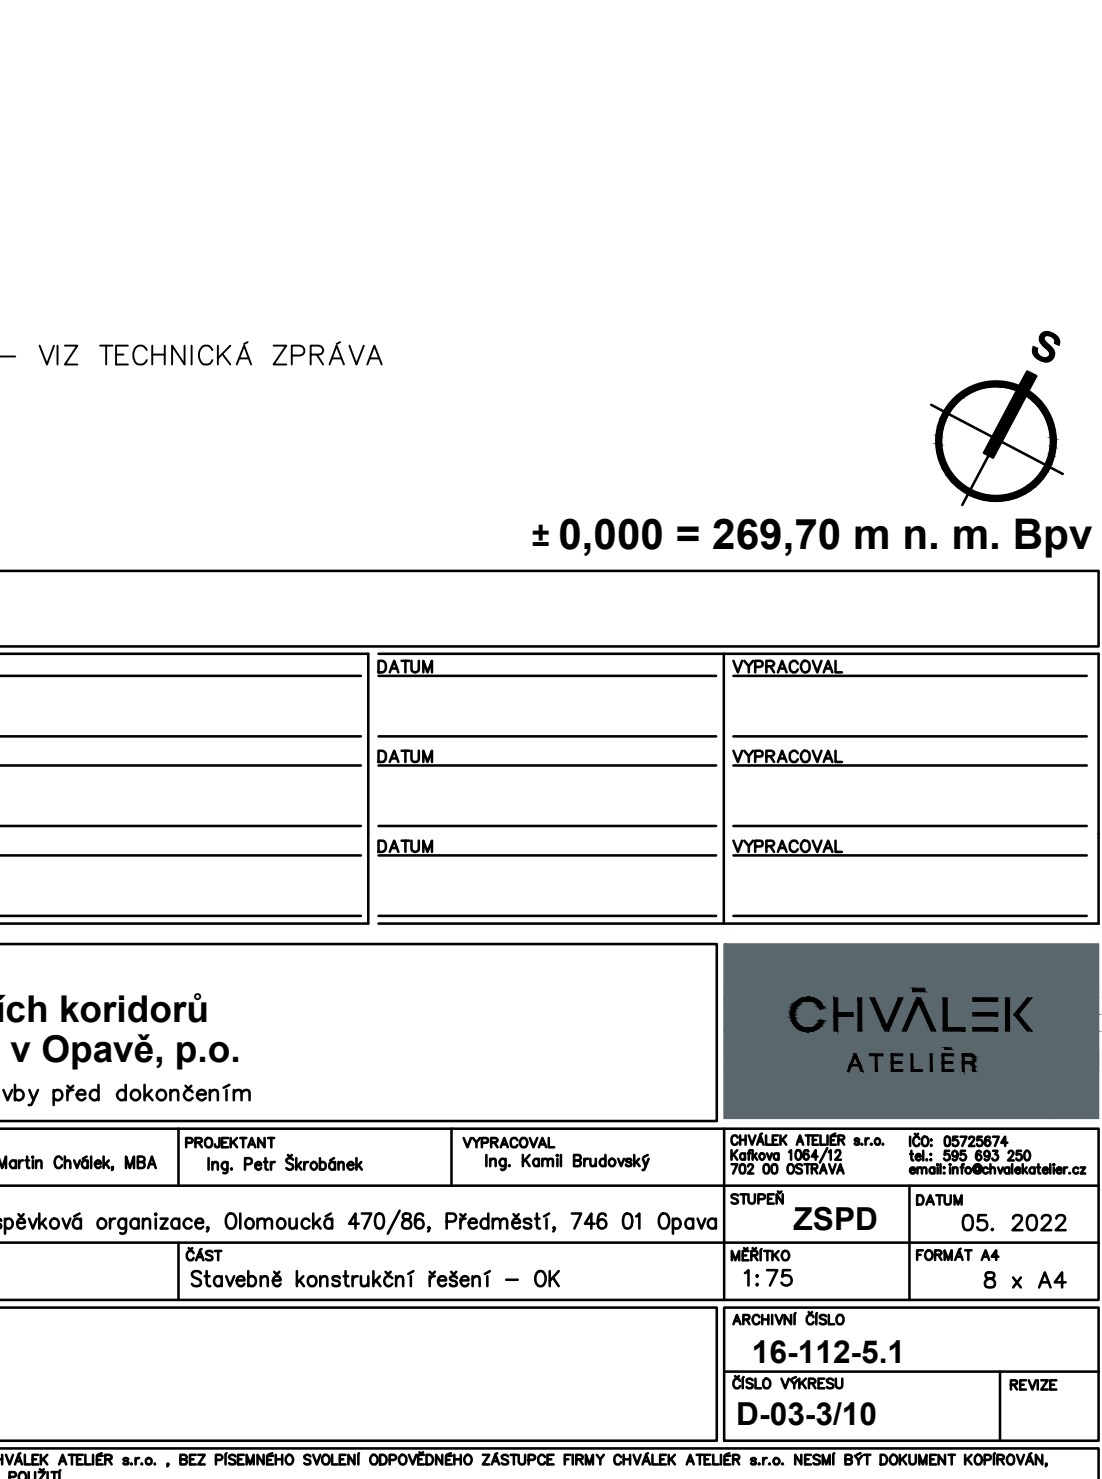 – VIZ TECHNICKÁ ZPRÁVA
S
± 0,000 = 269,70 m n. m. Bpv
DATUM
VYPRACOVAL
DATUM
VYPRACOVAL
DATUM
VYPRACOVAL
ích koridorů
v Opavě, p.o.
vby před dokončením
CHVÁLEK
ATELIÉR
Martin Chválek, MBA
PROJEKTANT
Ing. Petr Škrobánek
VYPRACOVAL
Ing. Kamil Brudovský
CHVÁLEK ATELIÉR s.r.o.
Kafkova 1064/12
702 00 OSTRAVA
IČO: 05725674
tel.: 595 693 250
email:info@chvalekatelier.cz
spěvková organizace, Olomoucká 470/86, Předměstí, 746 01 Opava
STUPEŇ
ZSPD
DATUM
05. 2022
ČÁST
Stavebně konstrukční řešení – OK
MĚŘÍTKO
1:75
FORMÁT A4
8 x A4
ARCHIVNÍ ČÍSLO
16-112-5.1
ČÍSLO VÝKRESU
D-03-3/10
REVIZE
HVÁLEK ATELIÉR s.r.o. , BEZ PÍSEMNÉHO SVOLENÍ ODPOVĚDNÉHO ZÁSTUPCE FIRMY CHVÁLEK ATELIÉR s.r.o. NESMÍ BÝT DOKUMENT KOPÍROVÁN,
POUŽITÍ